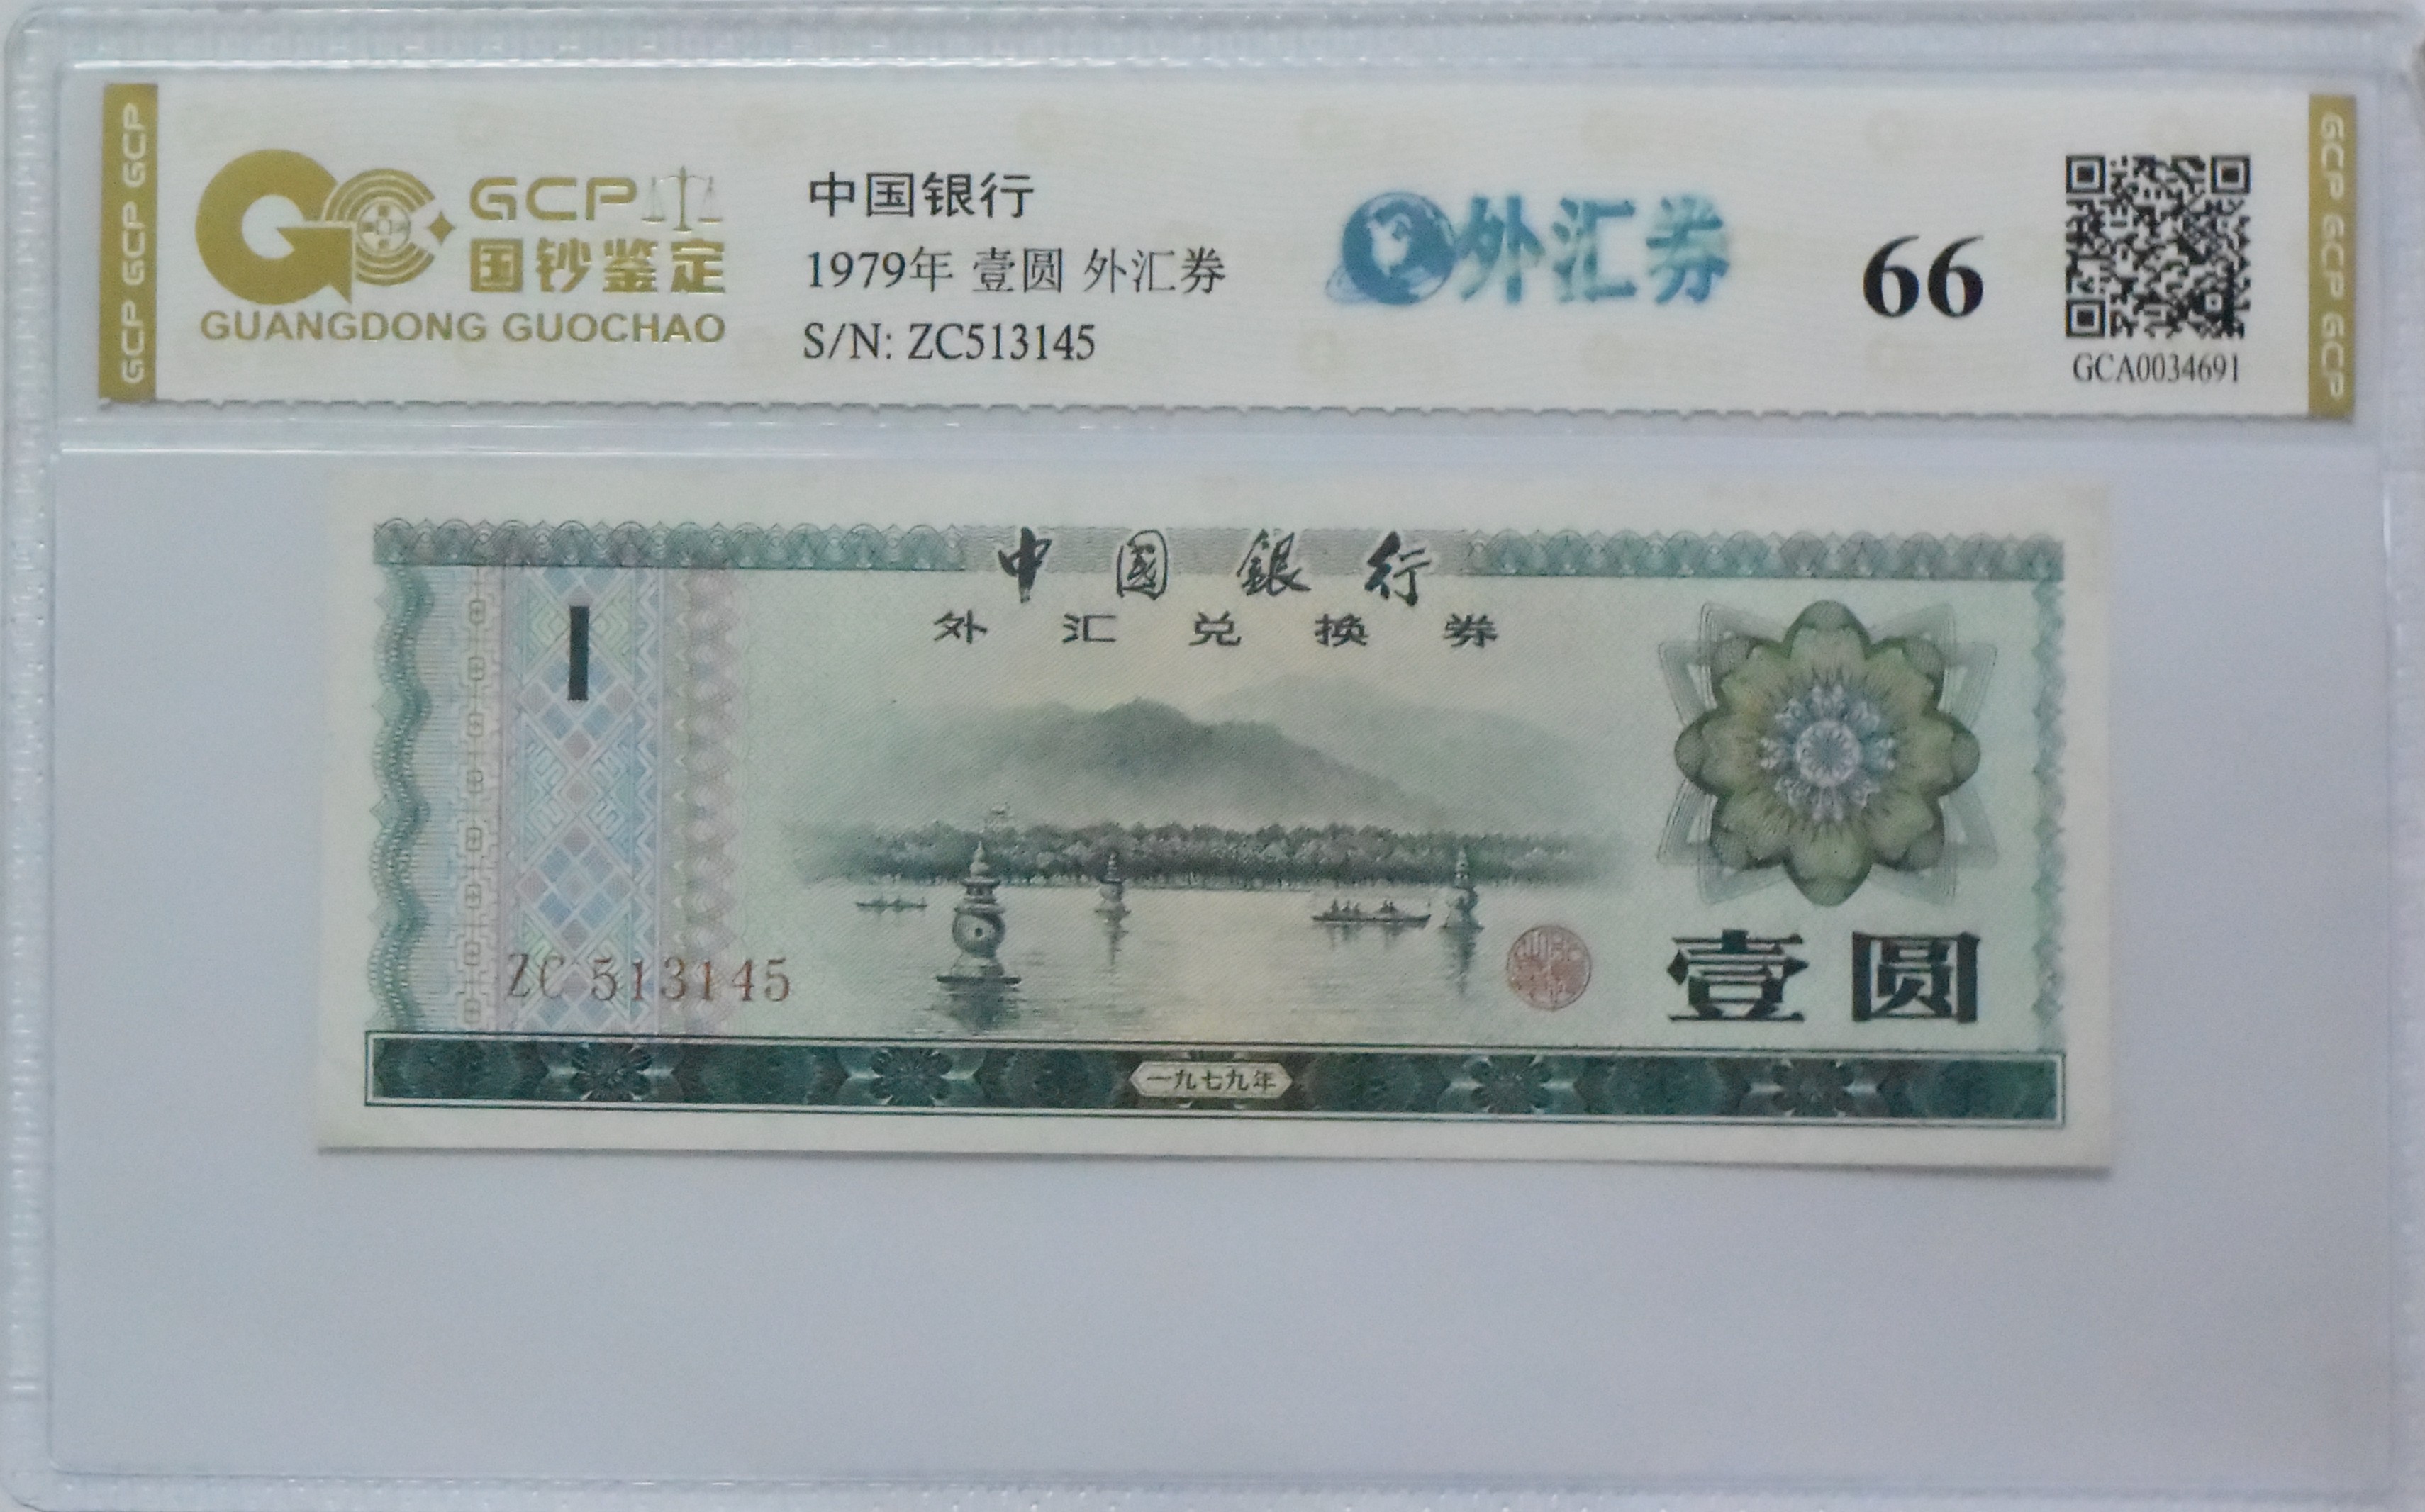 GCP GCP GCP
GCP
国钞鉴定
GUANGDONG GUOCHAO
中国银行
1979年 壹圆 外汇券
S/N: ZC513145
外汇券
66
GCA0034691
GCP GCP GCP
中國銀行
外汇兑换券
1
ZC 513145
壹圆
一九七九年